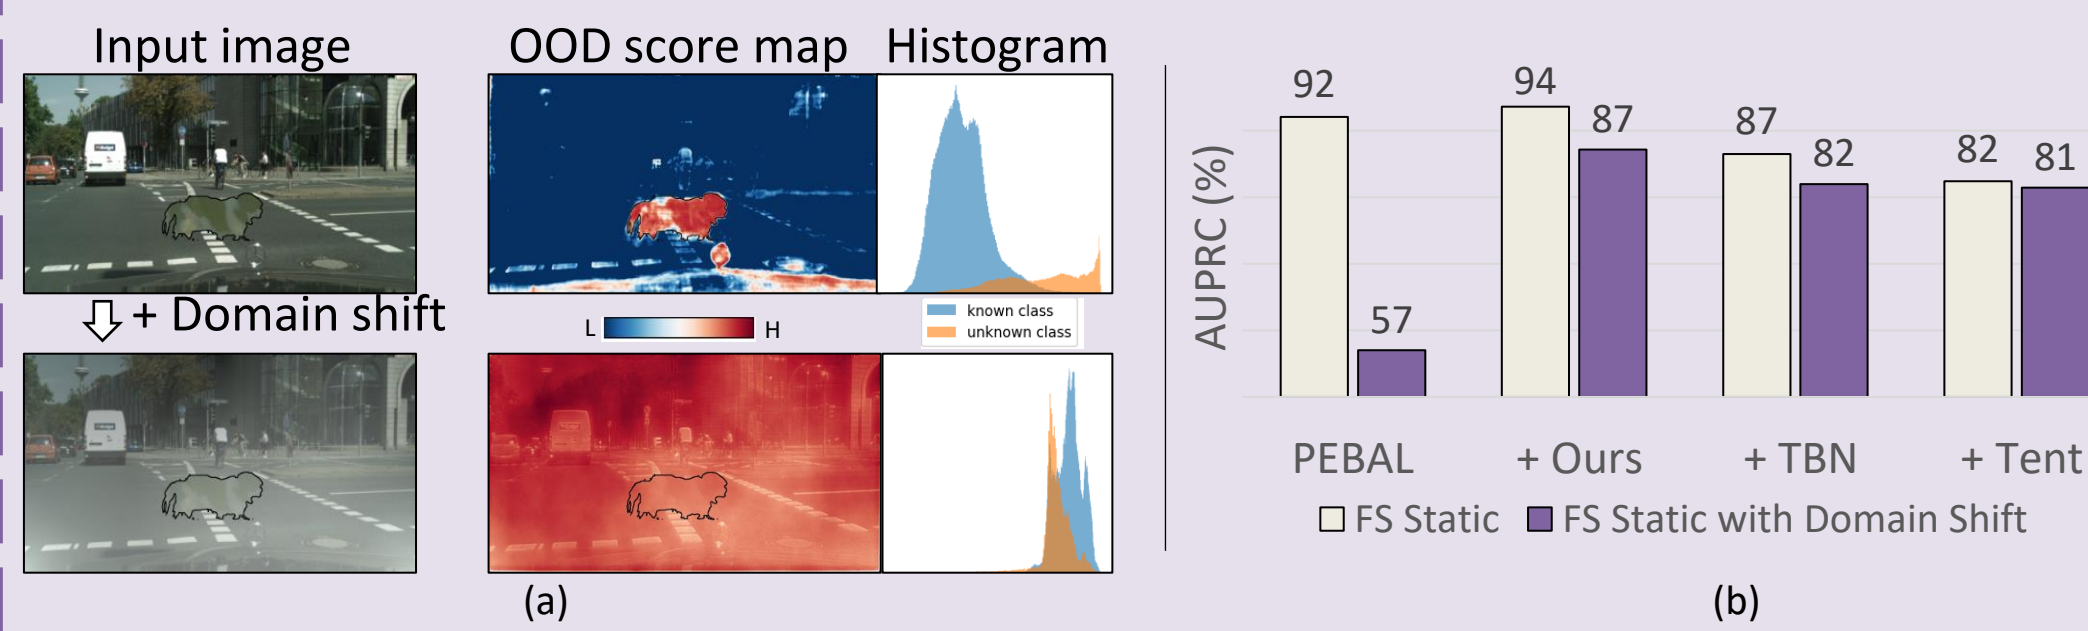 Input image
OOD score map
Histogram
+ Domain shift
L
H
known class
unknown class
(a)
AUPRC (%)
92
57
94
87
87
82
82
81
PEBAL
+ Ours
+ TBN
+ Tent
FS Static
FS Static with Domain Shift
(b)